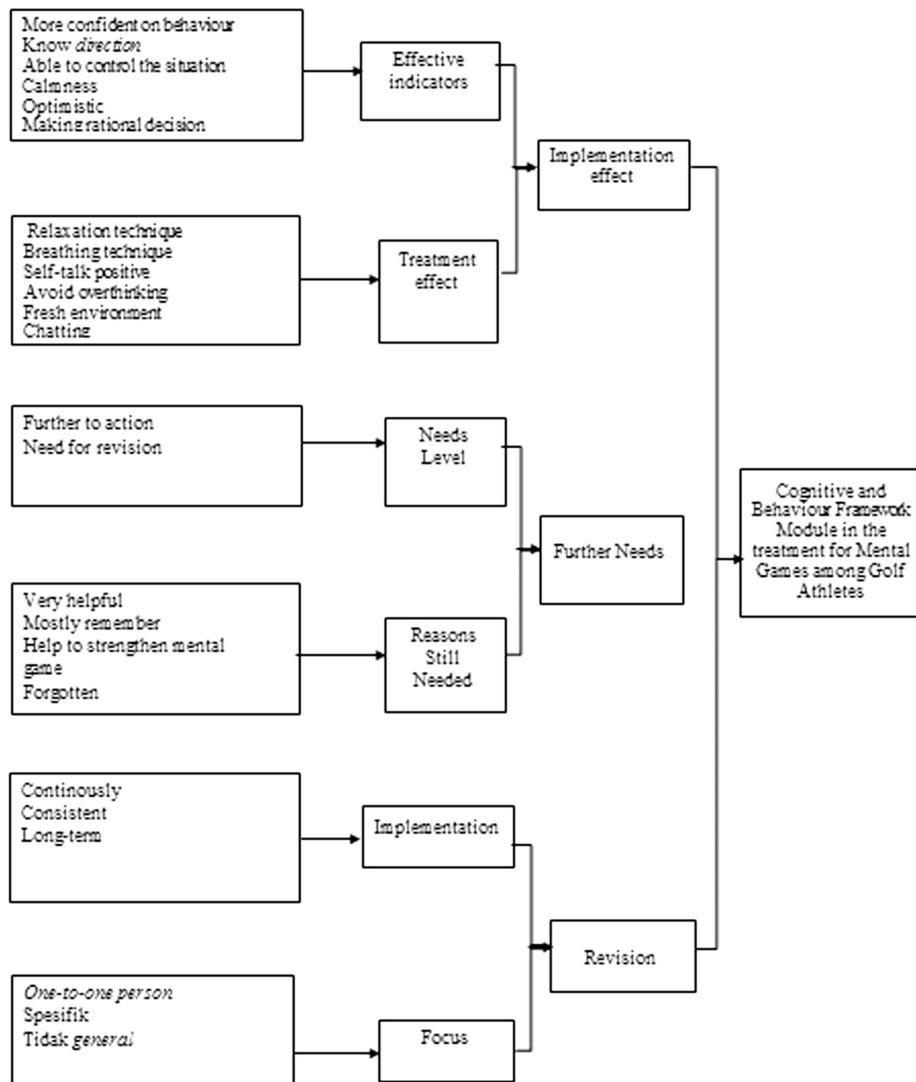 More confident on behaviour
Know direction
Able to control the situation
Calmness
Optimistic
Making rational decision
Effective
indicators
Implementation
effect
Relaxation technique
Breathing technique
Self-talk positive
Avoid overthinking
Fresh environment
Chatting
Treatment
effect
Further to action
Need for revision
Needs
Level
Further Needs
Very helpful
Mostly remember
Help to strengthen mental
game
Forgotten
Reasons
Still
Needed
Cognitive and
Behaviour Framework
Module in the
treatment for Mental
Games among Golf
Athletes
Continously
Consistent
Long-term
Implementation
Revision
One-to-one person
Spesifik
Tidak general
Focus